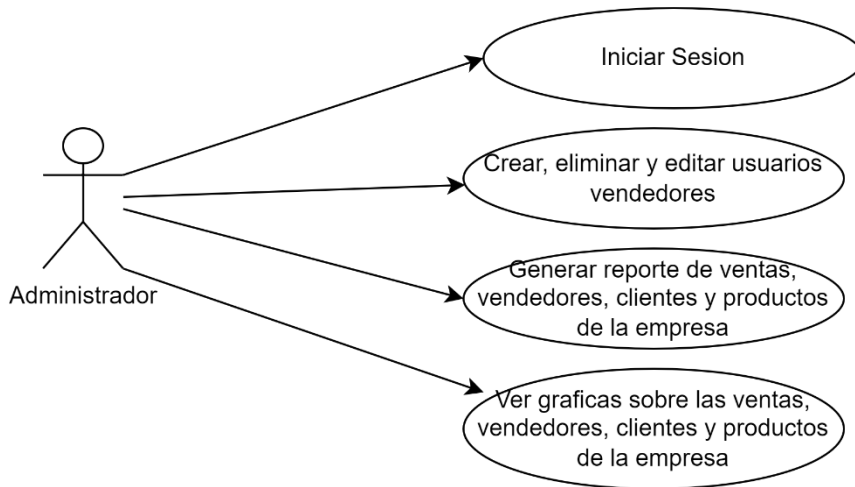 Iniciar Sesion
Crear, eliminar y editar usuarios
vendedores
Generar reporte de ventas,
vendedores, clientes y productos
de la empresa
Administrador
Ver graficas sobre las ventas,
vendedores, clientes y productos
de la empresa